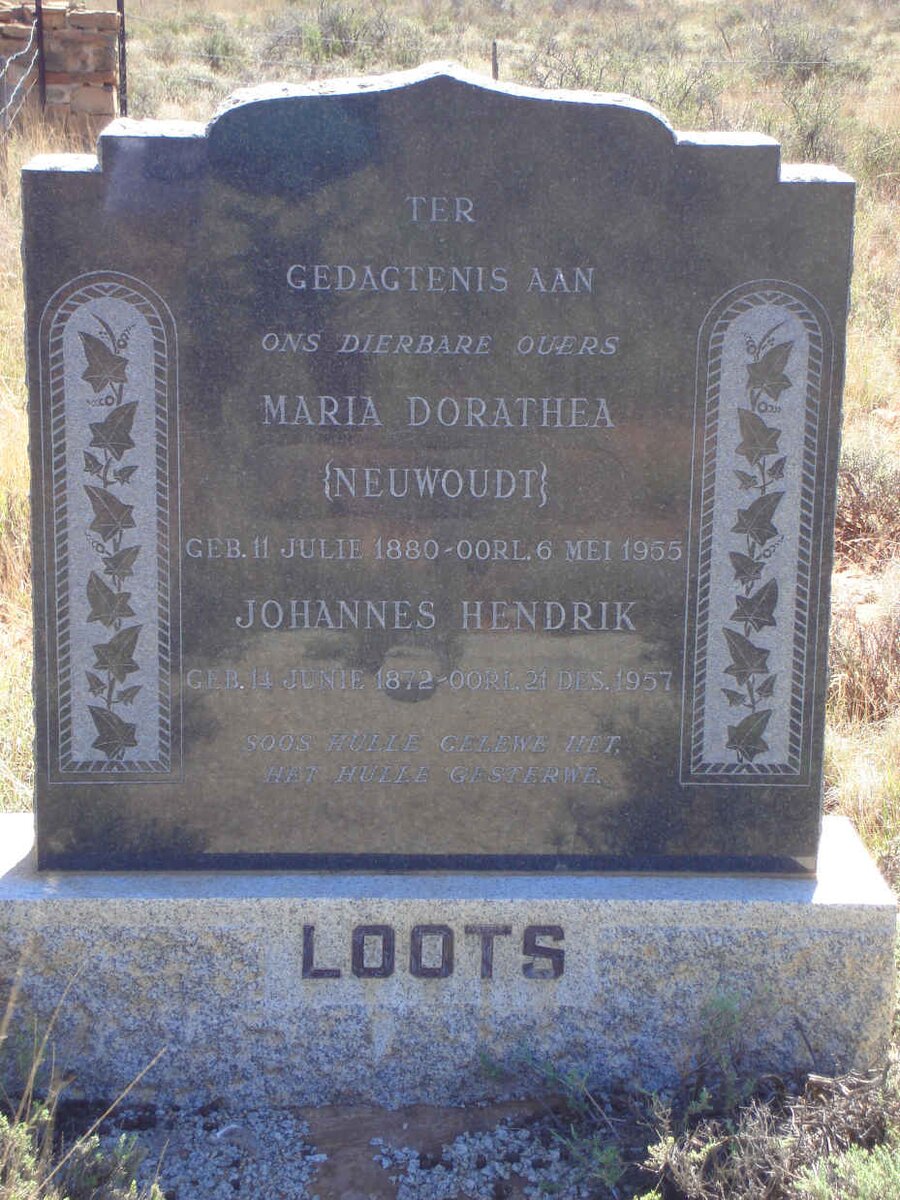 TER
GEDAGTENIS AAN
ONS DIERBARE OUERS
MARIA DORATHEA
{NEUWOUDT}
GEB. 11 JULIE 1880-OORL. 6 MEI 1955
JOHANNES HENDRIK
GEB. 14 JUNIE 1872-OORL. 21 DES. 1957
SOOS HULLE GELEWE HET,
HET HULLE GESTERWE.
LOOTS